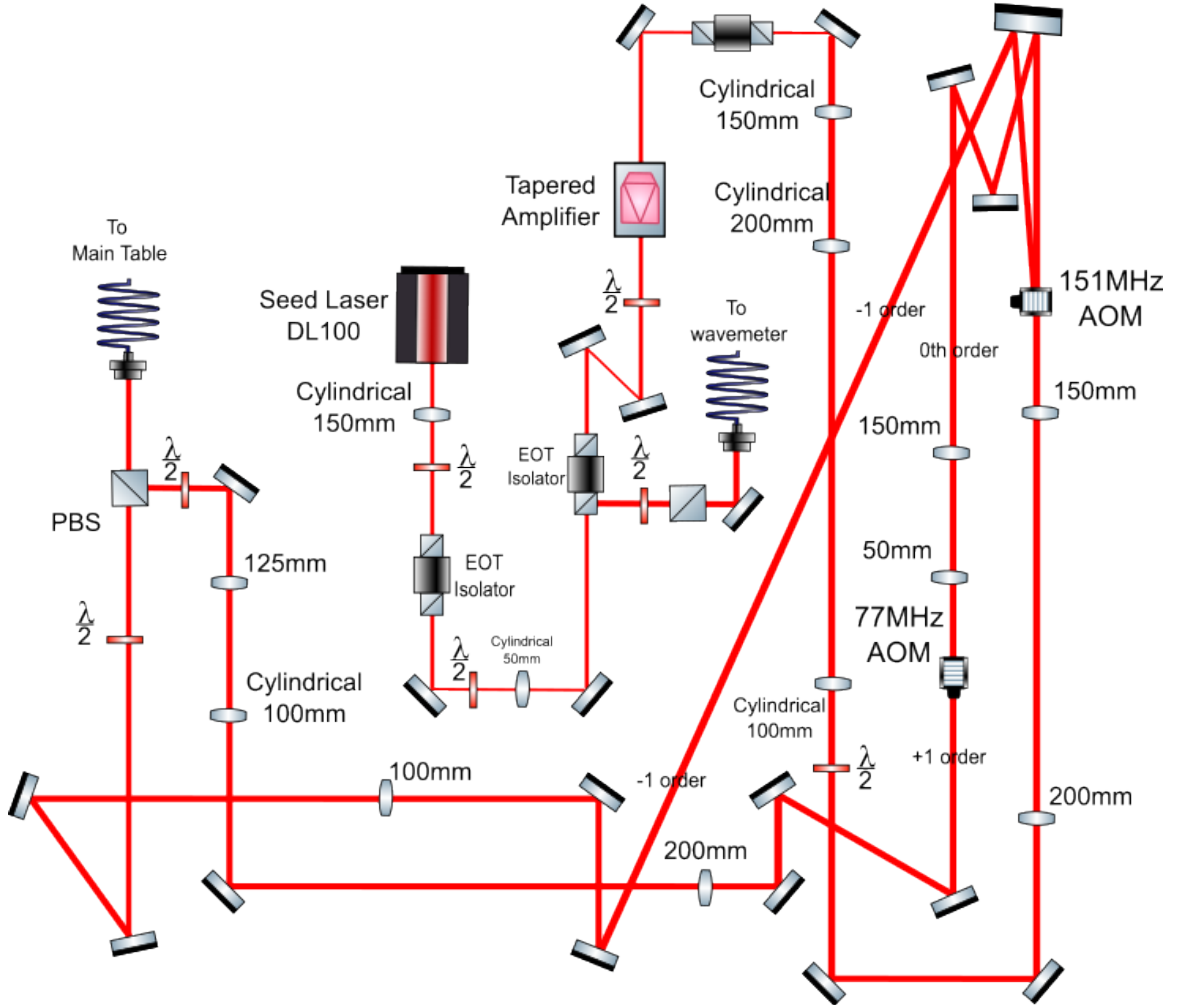 Cylindrical
150mm
Tapered
Amplifier
Cylindrical
200mm
To
Main Table
Seed Laser
DL100
λ
2
To
wavemeter
-1 order
0th order
151MHz
AOM
Cylindrical
150mm
150mm
150mm
λ
2
EOT
Isolator
λ
2
λ
2
PBS
125mm
EOT
Isolator
50mm
77MHz
AOM
λ
2
λ
2
Cylindrical
50mm
Cylindrical
100mm
Cylindrical
100mm
+1 order
λ
2
100mm
-1 order
200mm
200mm